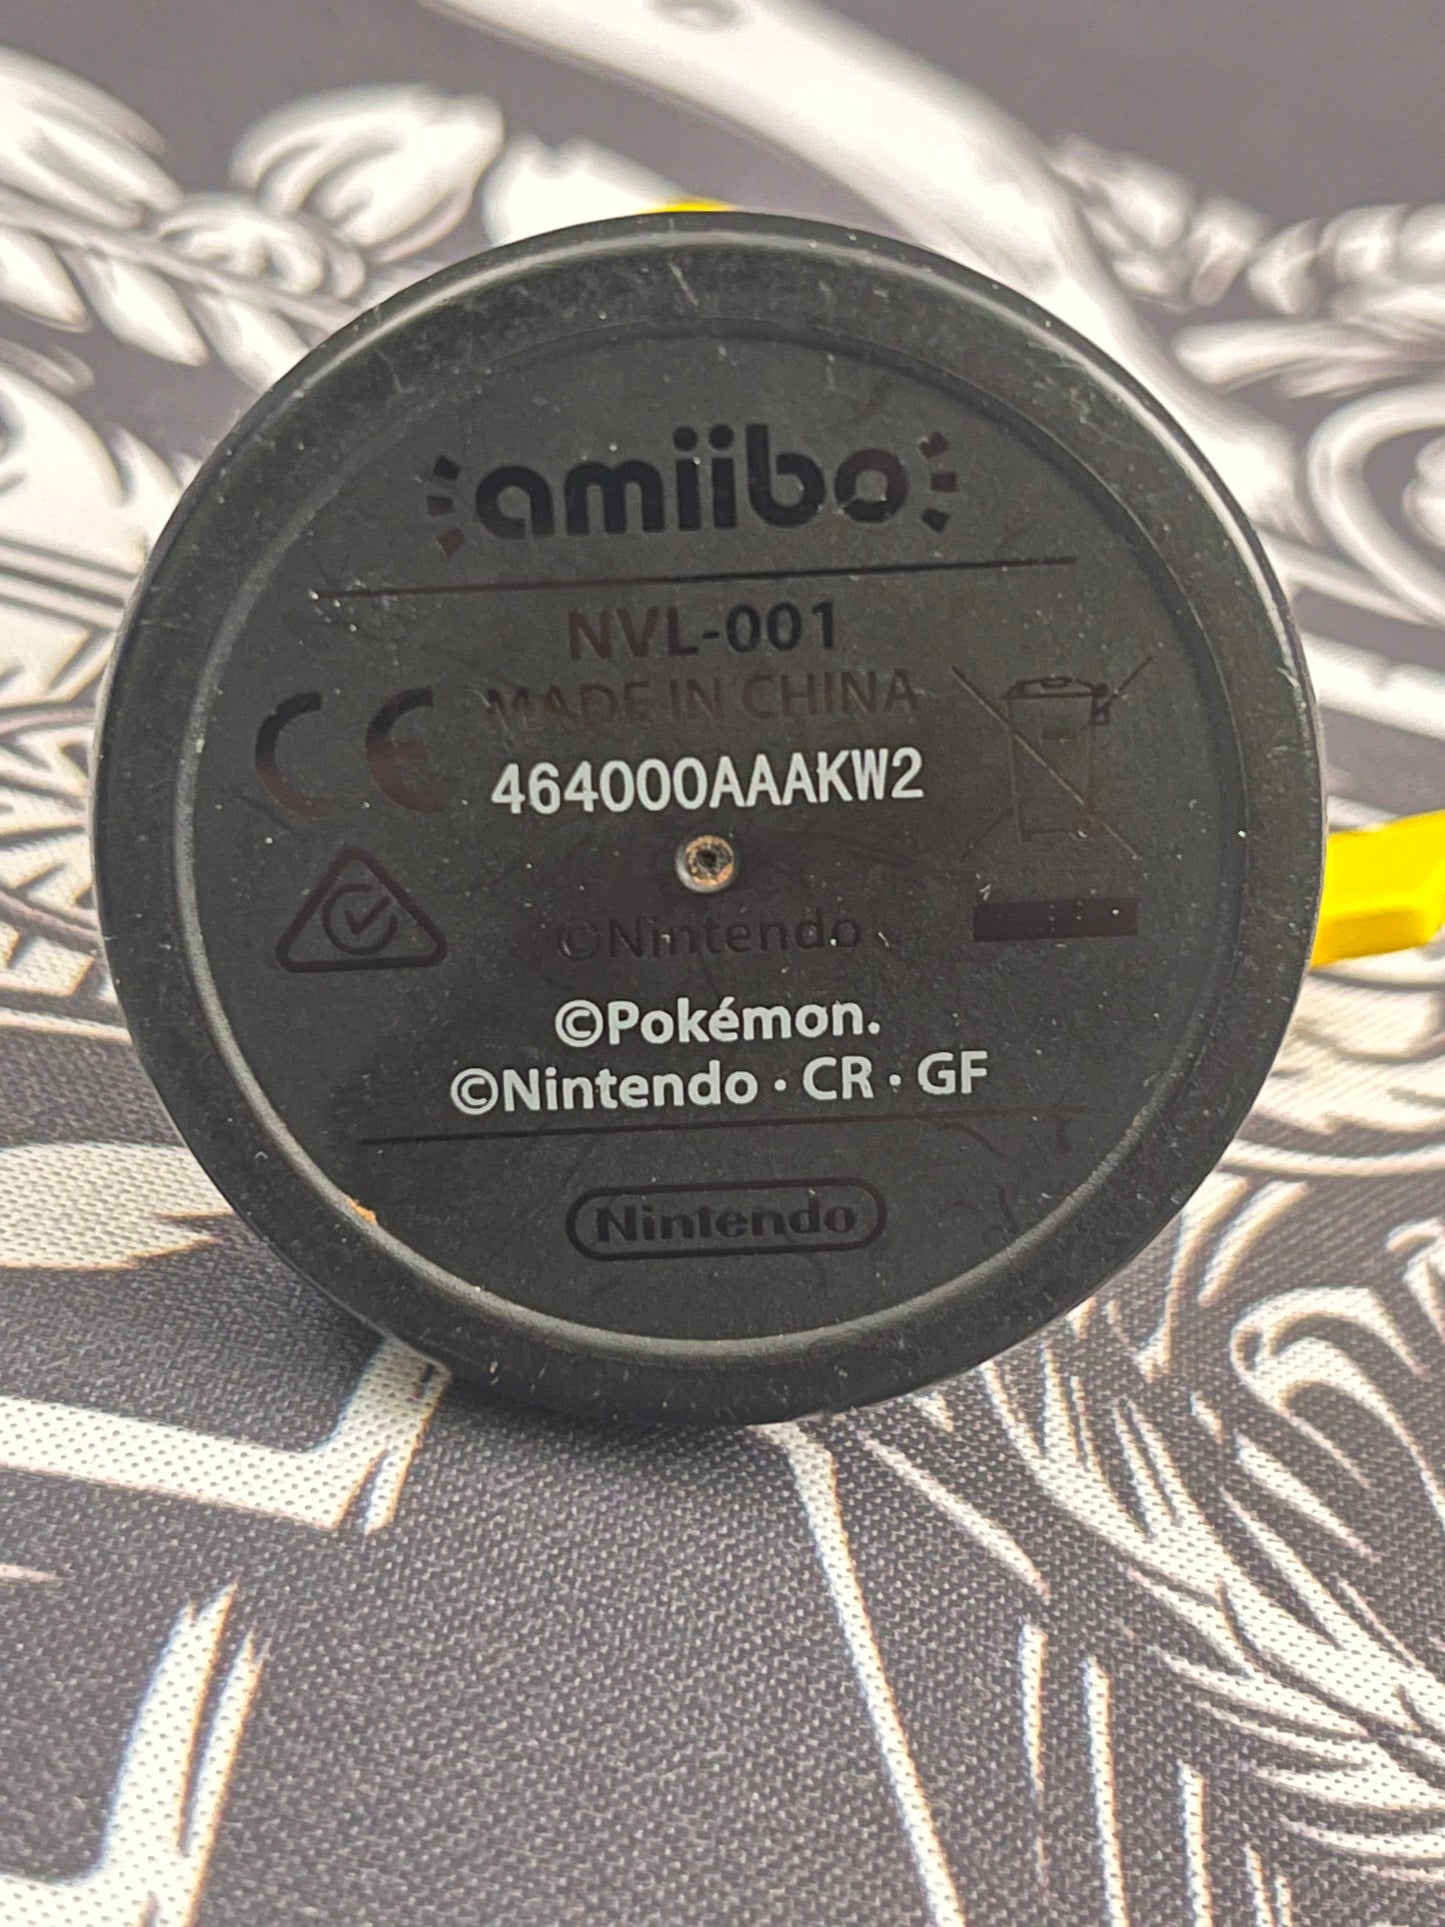 amiibo
NVL-001
MADE IN CHINA
CE
464000AAAKW2
©Nintendo
©Pokémon.
©Nintendo · CR · GF
Nintendo